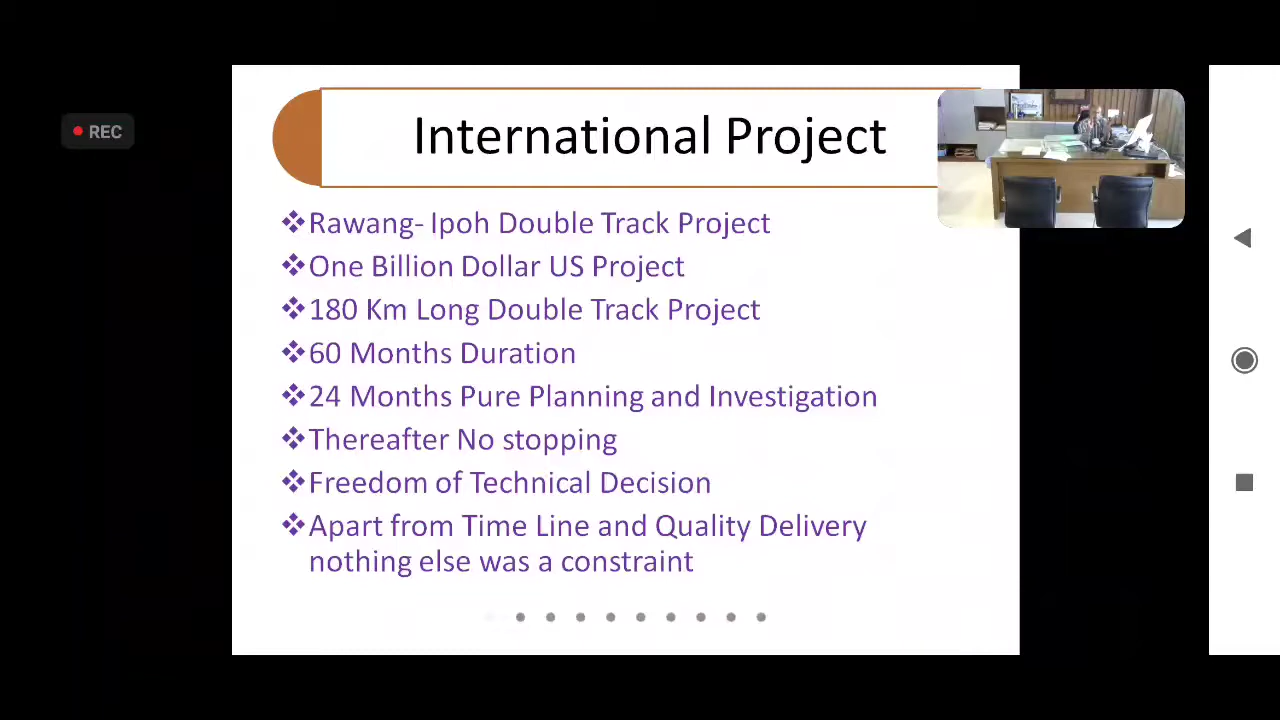 REC
International Project
❖Rawang- Ipoh Double Track Project
❖One Billion Dollar US Project
❖180 Km Long Double Track Project
❖60 Months Duration
❖24 Months Pure Planning and Investigation
❖Thereafter No stopping
❖Freedom of Technical Decision
❖Apart from Time Line and Quality Delivery
nothing else was a constraint